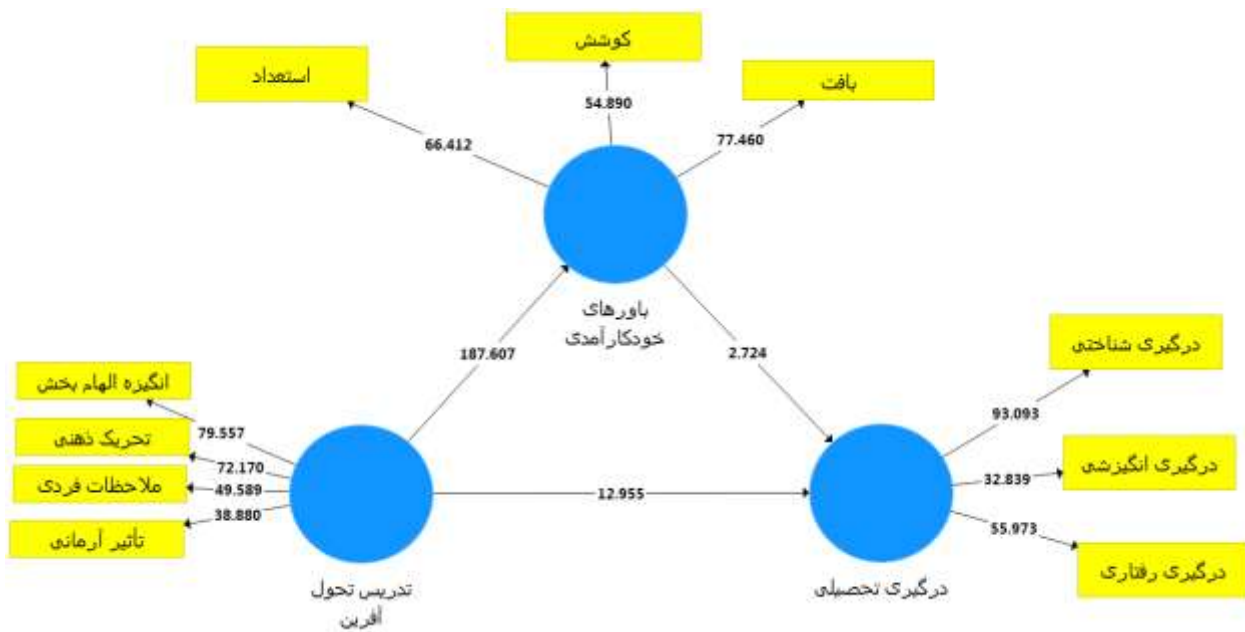 کوشش
استعداد
بافت
54.890
66.412
77.460
باورهای
خودکارآمدی
187.607
2.724
درگیری شناختی
انگیزه الهام بخش
79.557
93.093
تحریک ذهنی
72.170
درگیری انگیزشی
32.839
ملاحظات فردی
49.589
12.955
38.880
تأثیر آرمانی
55.973
درگیری رفتاری
تدریس تحول
آفرین
درگیری تحصیلی